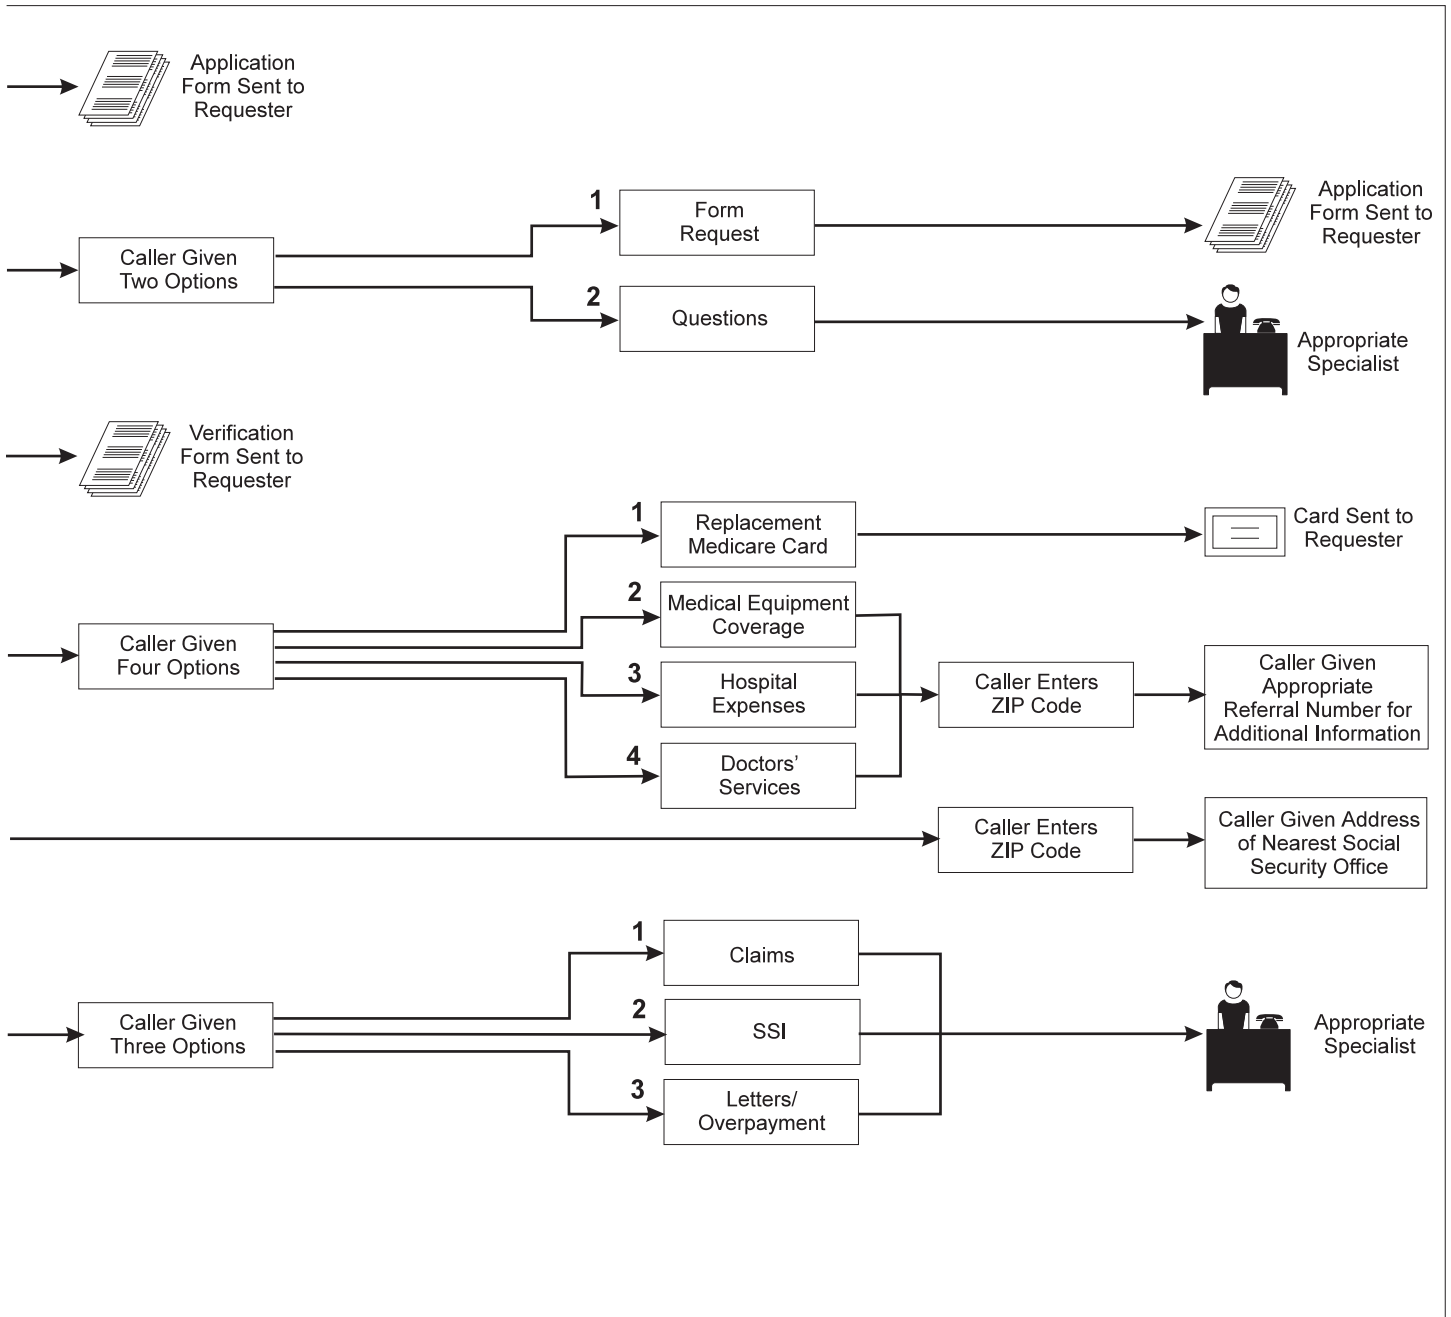 Application
Form Sent to
Requester
1
Form
Request
Application
Form Sent to
Requester
Caller Given
Two Options
2
Questions
Appropriate
Specialist
Verification
Form Sent to
Requester
1
Replacement
Medicare Card
Card Sent to
Requester
2
Medical Equipment
Coverage
Caller Given
Four Options
3
Hospital
Expenses
Caller Enters
ZIP Code
Caller Given
Appropriate
Referral Number for
Additional Information
4
Doctors’
Services
Caller Enters
ZIP Code
Caller Given Address
of Nearest Social
Security Office
1
Claims
Caller Given
Three Options
2
SSI
Appropriate
Specialist
3
Letters/
Overpayment